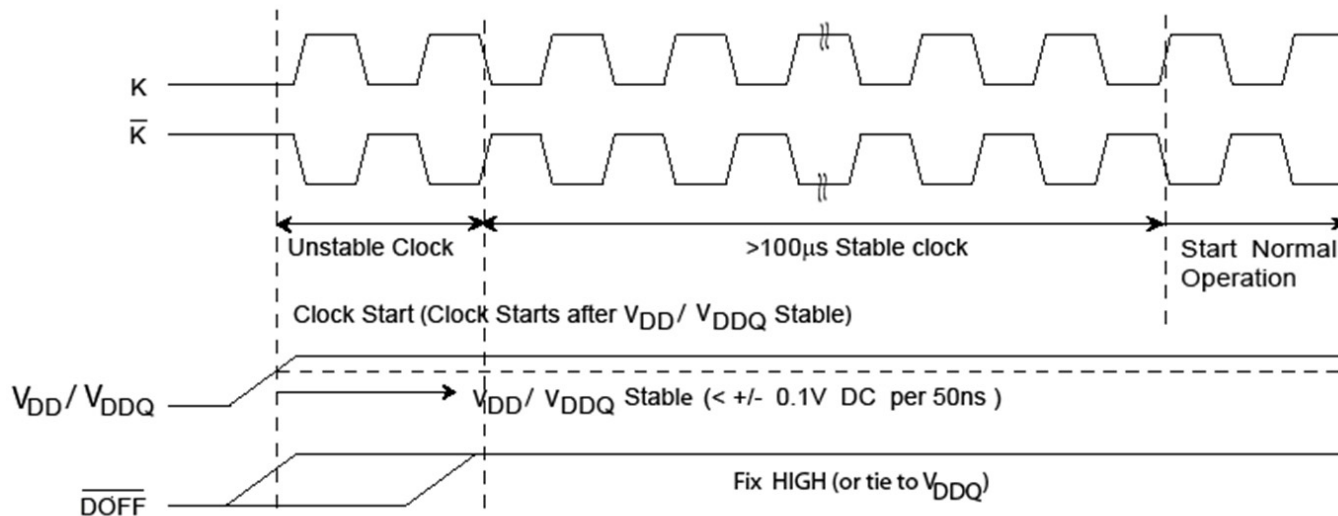 K
K̅
Unstable Clock
>100μs Stable clock
Start Normal
Operation
Clock Start (Clock Starts after VDD/ VDDQ Stable)
VDD/ VDDQ
VDD/ VDDQ Stable (< +/- 0.1V DC per 50ns )
Fix HIGH (or tie to VDDQ)
D̅O̅F̅F̅